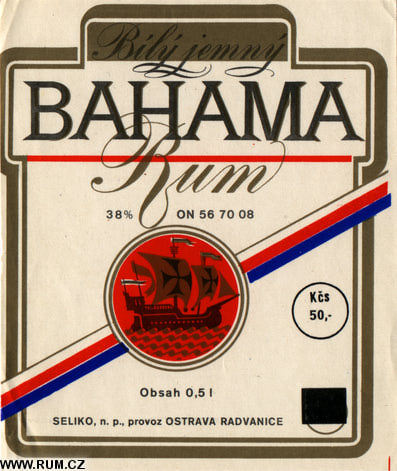 Bílý jemný
BAHAMA
Rum
38% ON 56 70 08
Kčs
50,-
Obsah 0,5 l
SELIKO, n. p., provoz OSTRAVA RADVANICE
WWW.RUM.CZ